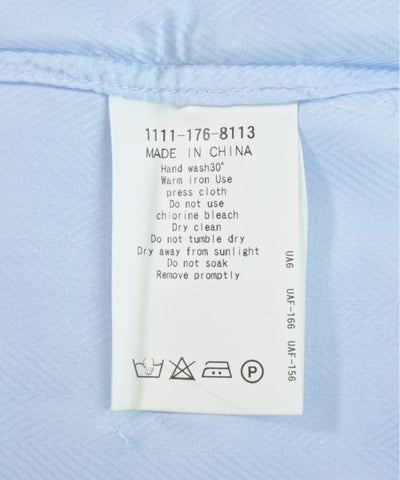 1111-176-8113
MADE IN CHINA
Hand wash30°
Warm iron Use
press cloth
Do not use
chlorine bleach
Dry clean
Do not tumble dry
Dry away from sunlight
Do not soak
Remove promptly
UA6 UAF-166 UAF-156
P